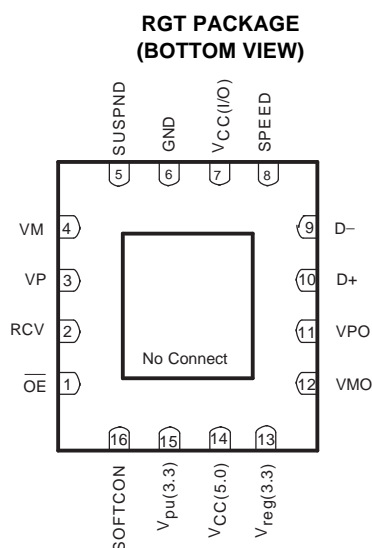 RGT PACKAGE
(BOTTOM VIEW)
SUSPND
GND
VCC(I/O)
SPEED
5
6
7
8
VM 4
9 D–
VP 3
10 D+
RCV 2
11 VPO
OE 1
12 VMO
No Connect
16
15
14
13
SOFTCON
Vpu(3.3)
VCC(5.0)
Vreg(3.3)